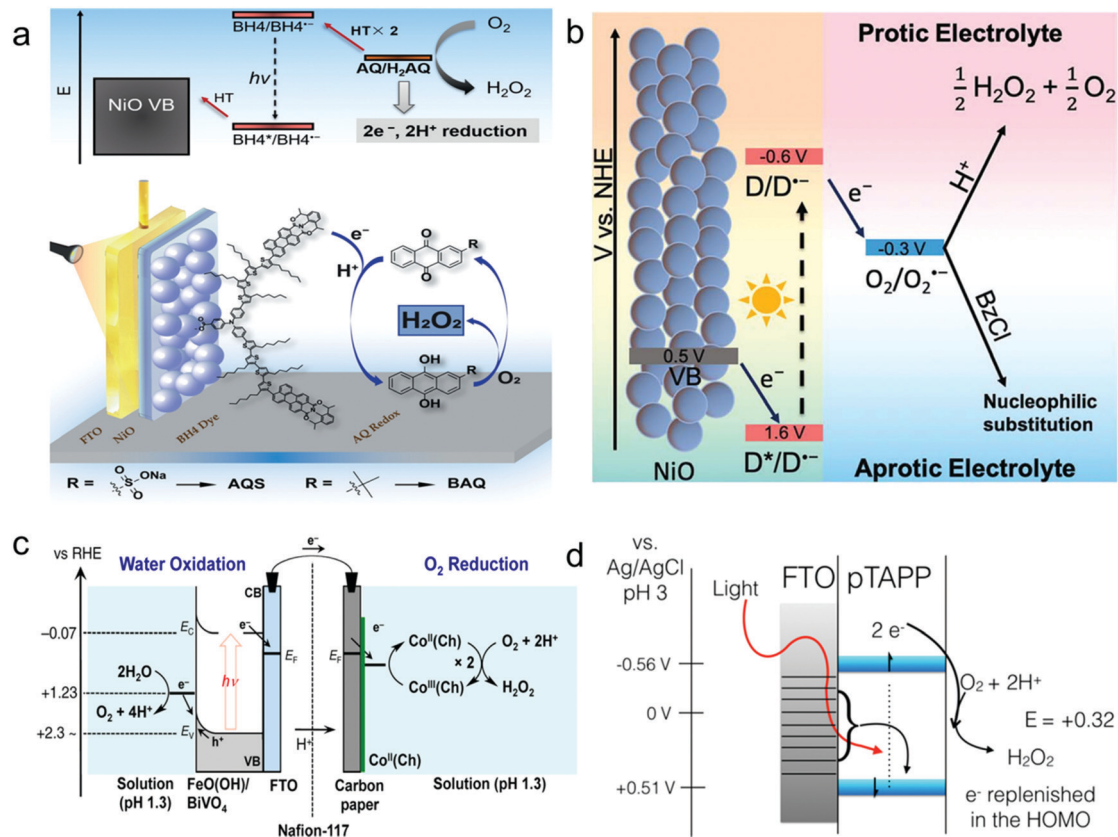 a
E
BH4/BH4•−
HT× 2
O2
AQ/H2AQ
hν
NiO VB
HT
H2O2
BH4*/BH4•−
2e−, 2H+ reduction
e−
H+
R
H2O2
OH
R
O2
OH
FTO
NiO
BH4 Dye
AQ Redox
R =
ONa
AQS
R =
BAQ
b
Protic Electrolyte
V vs. NHE
1/2 H2O2 + 1/2 O2
-0.6 V
D/D•−
e−
H+
-0.3 V
O2/O2•−
BzCl
0.5 V
VB
e−
Nucleophilic
substitution
1.6 V
NiO
D*/D•−
Aprotic Electrolyte
c
vs RHE
Water Oxidation
e−
O2 Reduction
CB
−0.07
EC
e−
EF
EF
e−
CoII(Ch)
O2 + 2H+
× 2
2H2O
hν
CoIII(Ch)
H2O2
+1.23
e−
O2 + 4H+
+2.3 ~
EV
h+
H+
VB
CoII(Ch)
Solution
(pH 1.3)
FeO(OH)/
BiVO4
FTO
Carbon
paper
Solution (pH 1.3)
Nafion-117
d
vs.
Ag/AgCl
pH 3
FTO
pTAPP
Light
2 e-
-0.56 V
O2 + 2H+
0 V
E = +0.32
H2O2
+0.51 V
e- replenished
in the HOMO